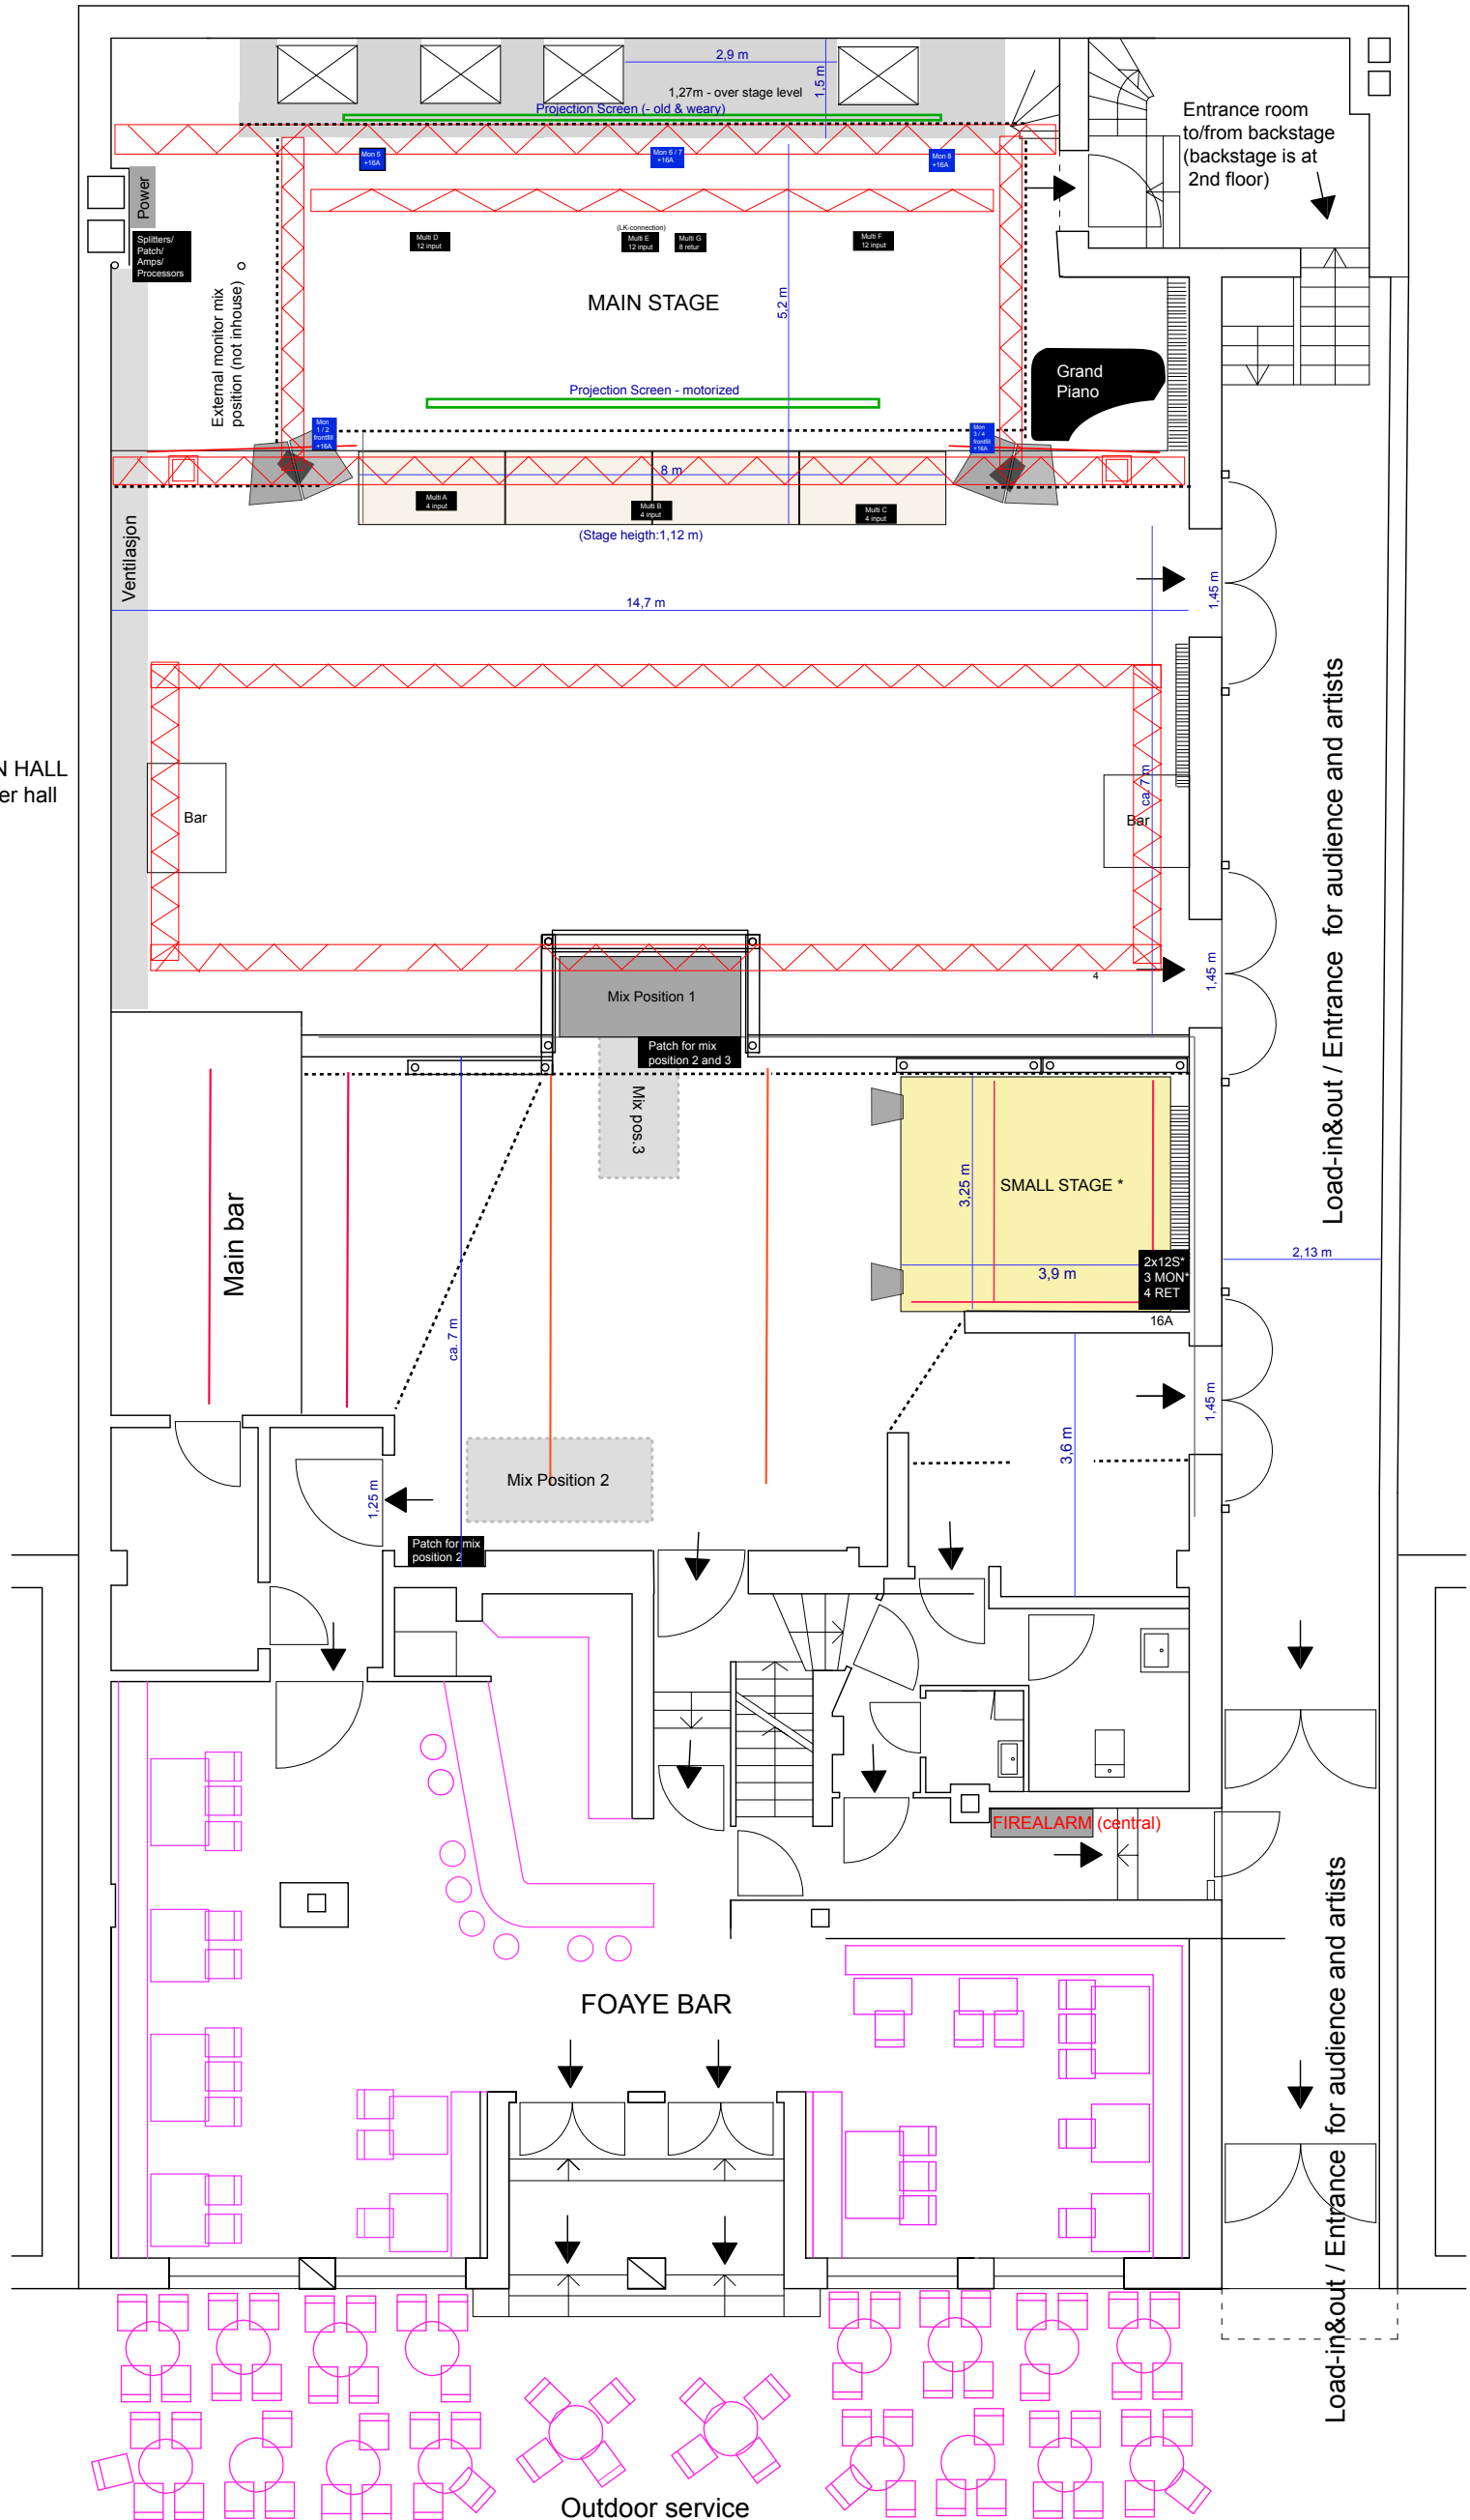 2,9 m
1,5 m
1,27m - over stage level
Projection Screen (- old & weary)
Entrance room
to/from backstage
(backstage is at
2nd floor)
Mon 5
+16A
Mon 6 / 7
+16A
Mon 8
+16A
Power
Splitters/
Patch/
Amps/
Processors
Multi D
12 input
(LK-connection)
Multi E
12 input
Multi G
8 retur
Multi F
12 input
External monitor mix
position (not inhouse)
MAIN STAGE
5,2 m
Grand
Piano
Projection Screen - motorized
Mon
1 / 2
frontfill
+16A
Mon
3 / 4
frontfill
+16A
8 m
Multi A
4 input
Multi B
4 input
Multi C
4 input
(Stage heigth:1,12 m)
Ventilasjon
14,7 m
1,45 m
N HALL
er hall
Bar
ca. 7 m
Bar
Load-in&out / Entrance for audience and artists
4
1,45 m
Mix Position 1
Patch for mix
position 2 and 3
Mix pos.3
Main bar
3,25 m
SMALL STAGE *
3,9 m
2x12S*
3 MON*
4 RET
16A
2,13 m
ca. 7 m
1,45 m
3,6 m
Mix Position 2
1,25 m
Patch for mix
position 2
FIREALARM (central)
FOAYE BAR
Load-in&out / Entrance for audience and artists
Outdoor service